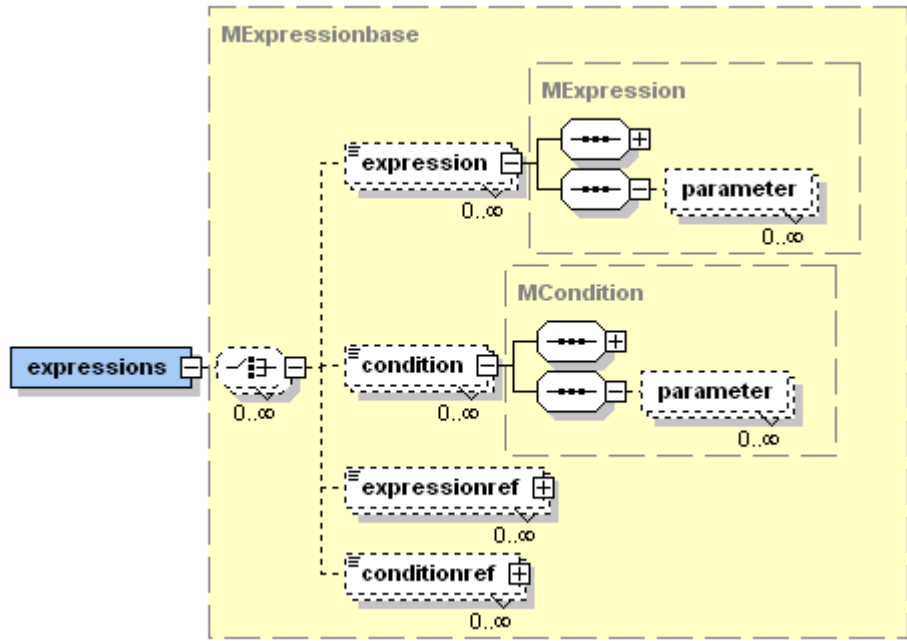 MExpressionbase
MExpression
expression
0..∞
parameter
0..∞
MCondition
expressions
0..∞
condition
0..∞
parameter
0..∞
expressionref
0..∞
conditionref
0..∞